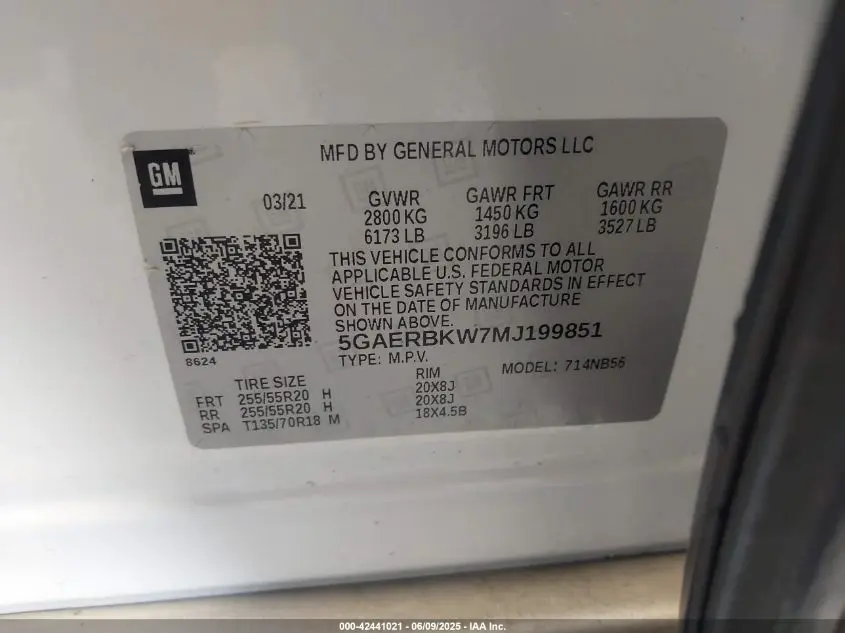 MFD BY GENERAL MOTORS LLC
GM
03/21
GVWR
2800 KG
6173 LB
GAWR FRT
1450 KG
3196 LB
GAWR RR
1600 KG
3527 LB
THIS VEHICLE CONFORMS TO ALL
APPLICABLE U.S. FEDERAL MOTOR
VEHICLE SAFETY STANDARDS IN EFFECT
ON THE DATE OF MANUFACTURE
SHOWN ABOVE.
5GAERBKW7MJ199851
8624
TYPE: M.P.V.
MODEL: 714NB56
TIRE SIZE
RIM
FRT 255/55R20 H 20X8J
RR 255/55R20 H 20X8J
SPA T135/70R18 M 18X4.5B
000-42441021 - 06/09/2025 - IAA Inc.